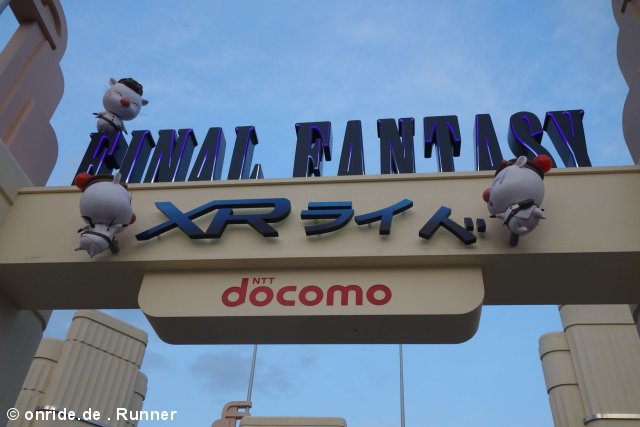 FINAL FANTASY
XRライド
NTT
docomo
© onride.de . Runner